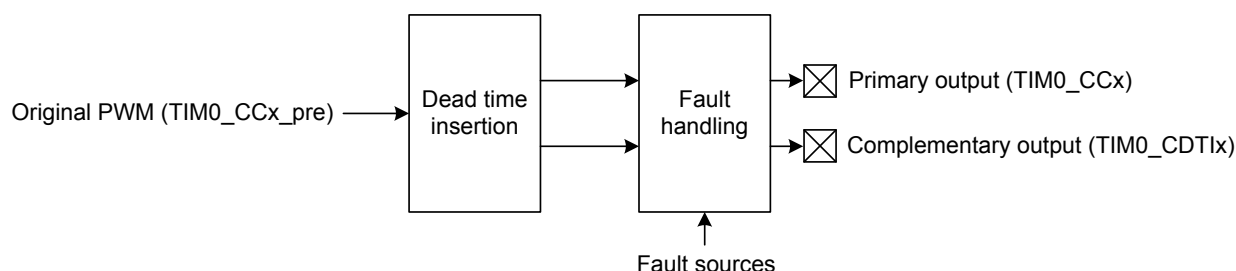 Original PWM (TIM0_CCx_pre)
Dead time
insertion
Fault
handling
Primary output (TIM0_CCx)
Complementary output (TIM0_CDTIx)
Fault sources